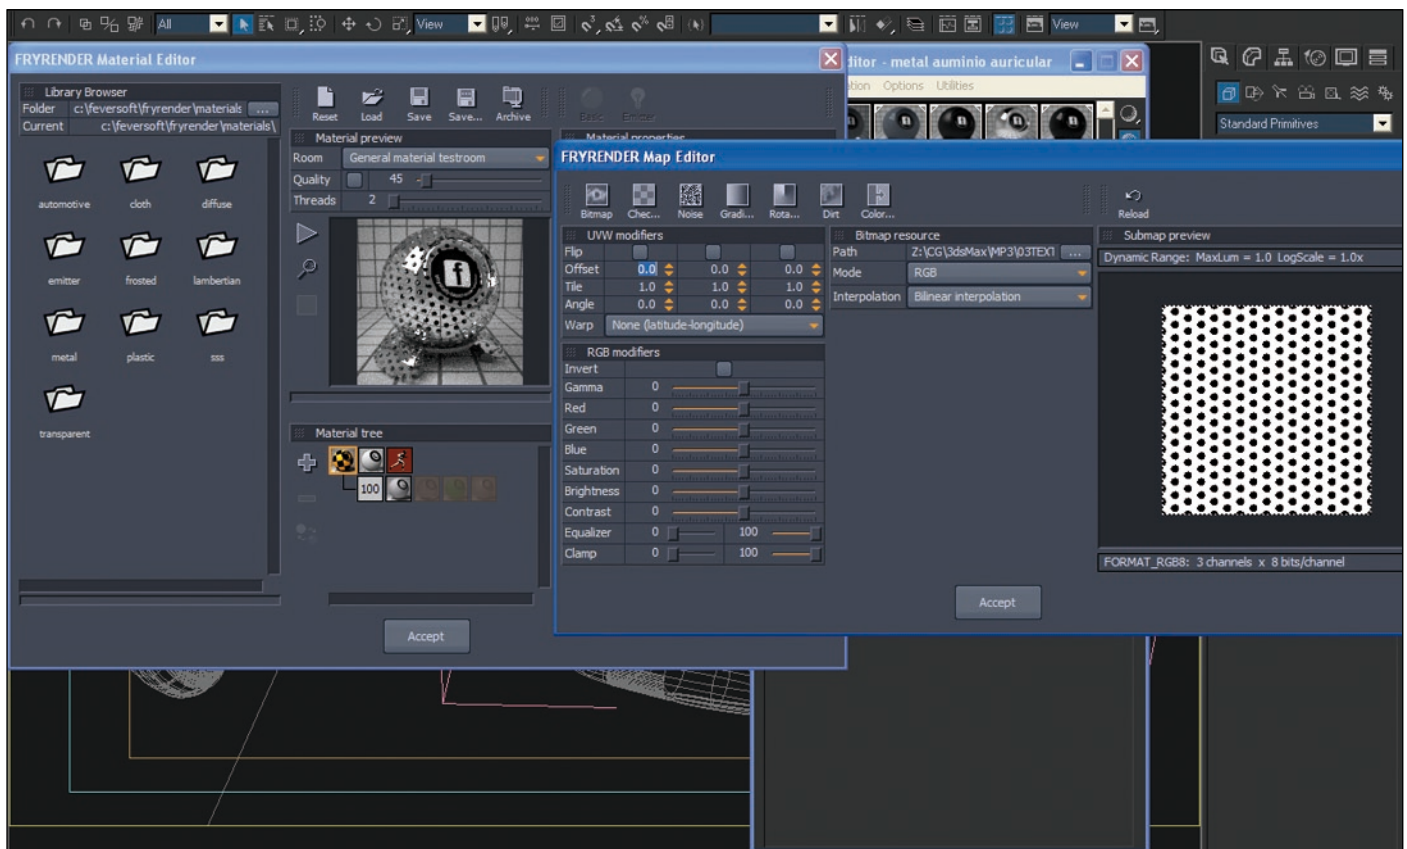 All
View
View
FRYRENDER Material Editor
ditor - metal auminio auricular
Options Utilities
Library Browser
Folder c:\feversoft\fryrender\materials ...
Current c:\feversoft\fryrender\materials\
Reset Load Save Save... Archive Basic Emitter
Standard Primitives
Material preview
Material properties
Room General material testroom
Quality 45
Threads 2
automotive cloth diffuse
emitter frosted lambertian
metal plastic sss
transparent
Material tree
100
Accept
FRYRENDER Map Editor
Bitmap Chec... Noise Gradi... Rota... Dirt Color...
Reload
UVW modifiers
Flip
Offset 0.0 0.0 0.0
Tile 1.0 1.0 1.0
Angle 0.0 0.0 0.0
Warp None (latitude-longitude)
RGB modifiers
Invert
Gamma 0
Red 0
Green 0
Blue 0
Saturation 0
Brightness 0
Contrast 0
Equalizer 0 100
Clamp 0 100
Bitmap resource
Path Z:\CG\3dsMax\MP3\03TEXT ...
Mode RGB
Interpolation Bilinear interpolation
Submap preview
Dynamic Range: MaxLum = 1.0 LogScale = 1.0x
FORMAT_RGB8: 3 channels x 8 bits/channel
Accept